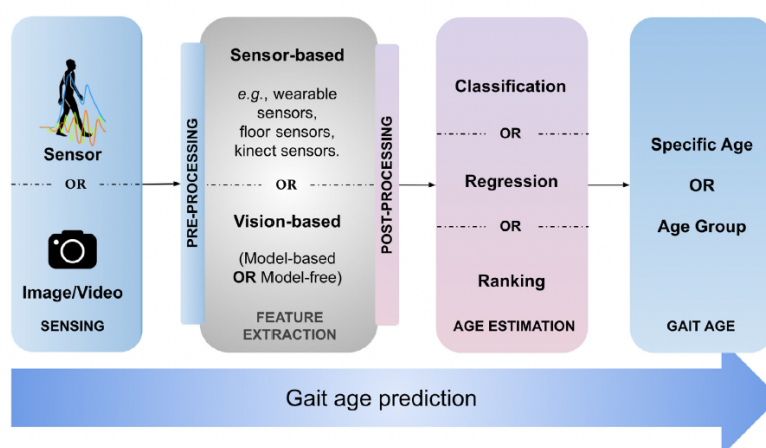 Sensor
OR
Image/Video
SENSING
PRE-PROCESSING
Sensor-based
e.g., wearable
sensors,
floor sensors,
kinect sensors.
OR
Vision-based
(Model-based
OR Model-free)
FEATURE
EXTRACTION
POST-PROCESSING
Classification
OR
Regression
OR
Ranking
AGE ESTIMATION
Specific Age
OR
Age Group
GAIT AGE
Gait age prediction